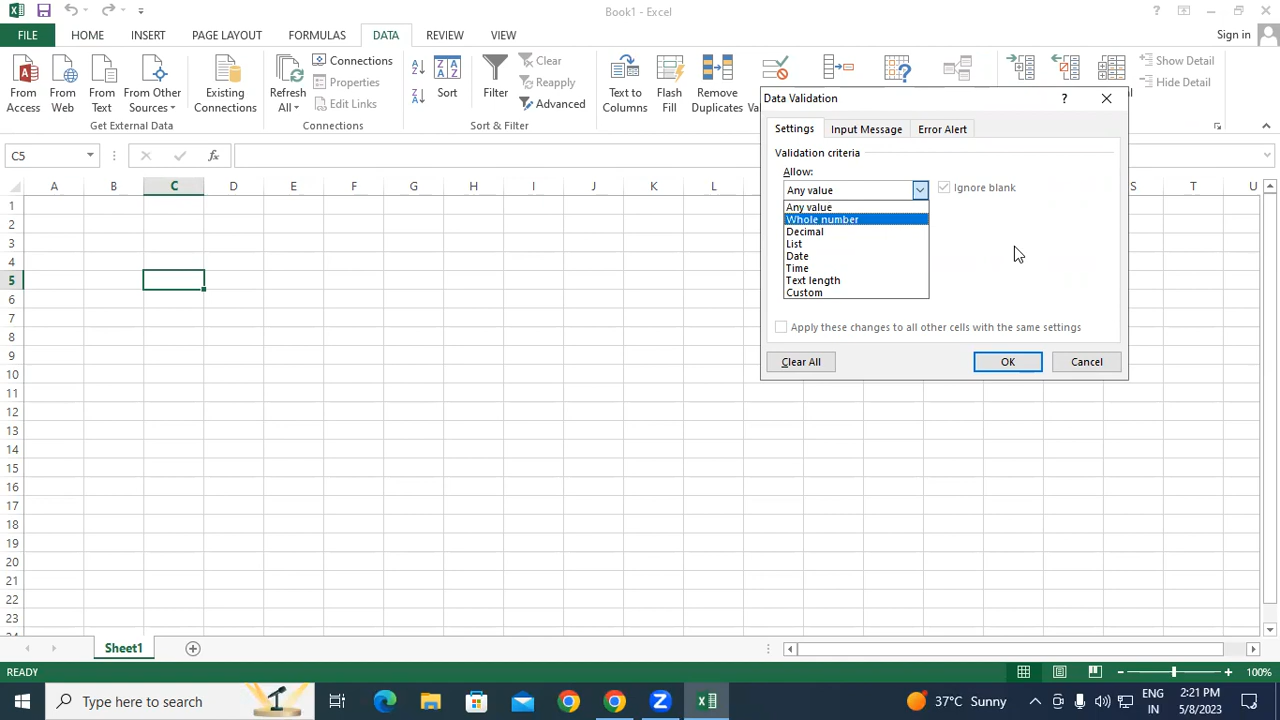 Book1 - Excel
FILE HOME INSERT PAGE LAYOUT FORMULAS DATA REVIEW VIEW Sign in
From Access
From Web
From Text
From Other Sources
Get External Data
Existing Connections
Refresh All
Connections
Properties
Edit Links
Connections
Sort
Filter
Clear
Reapply
Advanced
Sort & Filter
Text to Columns
Flash Fill
Remove Duplicates
Show Detail
Hide Detail
C5
Data Validation
Settings Input Message Error Alert
Validation criteria
Allow:
Any value
Ignore blank
Any value
Whole number
Decimal
List
Date
Time
Text length
Custom
Apply these changes to all other cells with the same settings
Clear All OK Cancel
A B C D E F G H I J K L S T U
1
2
3
4
5
6
7
8
9
10
11
12
13
14
15
16
17
18
19
20
21
22
23
Sheet1
READY 100%
Type here to search
37°C Sunny
ENG
IN
2:21 PM
5/8/2023